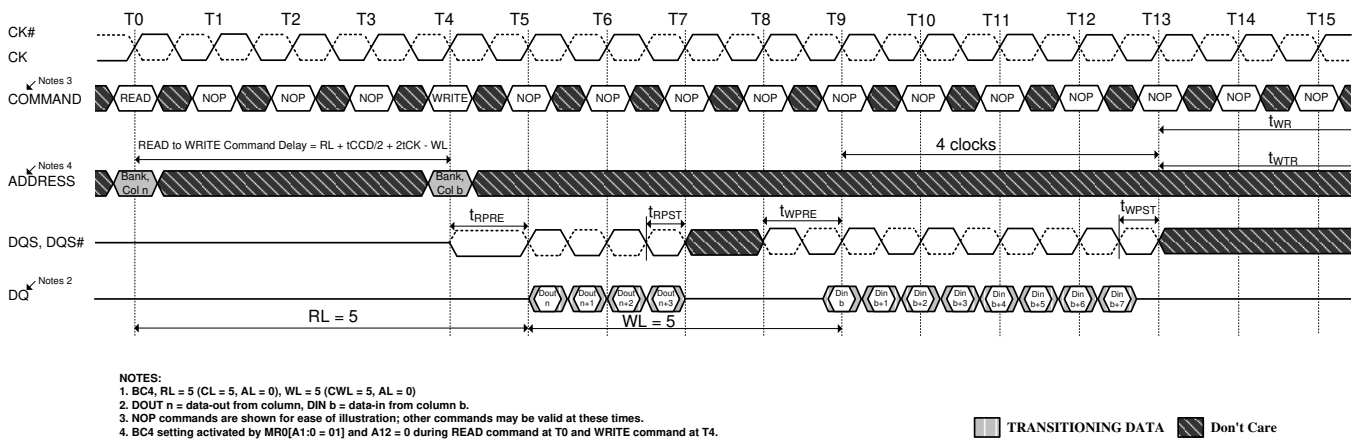 T0 T1 T2 T3 T4 T5 T6 T7 T8 T9 T10 T11 T12 T13 T14 T15
CK#
CK
Notes 3
COMMAND READ NOP NOP NOP WRITE NOP NOP NOP NOP NOP NOP NOP NOP NOP NOP NOP
tWR
READ to WRITE Command Delay = RL + tCCD/2 + 2tCK - WL
4 clocks
tWTR
Notes 4
ADDRESS
Bank, Col n
Bank, Col b
tRPRE tRPST tWPRE tWPST
DQS, DQS#
Notes 2
DQ
Dout n
Dout n+1
Dout n+2
Dout n+3
Din b
Din b+1
Din b+2
Din b+3
Din b+4
Din b+5
Din b+6
Din b+7
RL = 5
WL = 5
NOTES:
1. BC4, RL = 5 (CL = 5, AL = 0), WL = 5 (CWL = 5, AL = 0)
2. DOUT n = data-out from column, DIN b = data-in from column b.
3. NOP commands are shown for ease of illustration; other commands may be valid at these times.
4. BC4 setting activated by MR0[A1:0 = 01] and A12 = 0 during READ command at T0 and WRITE command at T4.
TRANSITIONING DATA
Don't Care